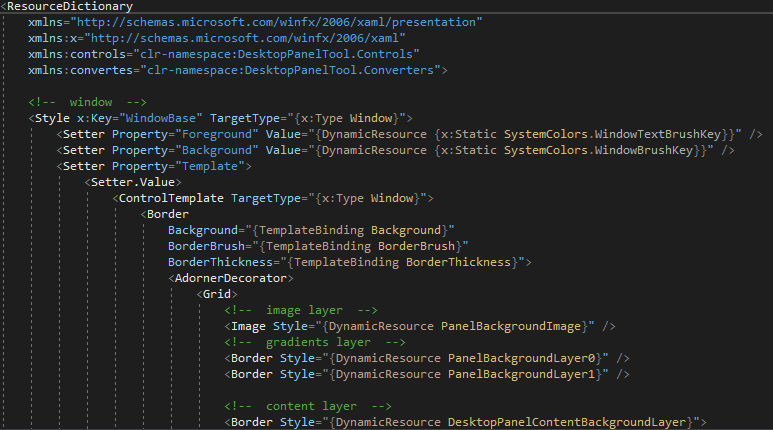 <ResourceDictionary
xmlns="http://schemas.microsoft.com/winfx/2006/xaml/presentation"
xmlns:x="http://schemas.microsoft.com/winfx/2006/xaml"
xmlns:controls="clr-namespace:DesktopPanelTool.Controls"
xmlns:convertes="clr-namespace:DesktopPanelTool.Converters">
<!--  window  -->
<Style x:Key="WindowBase" TargetType="{x:Type Window}">
<Setter Property="Foreground" Value="{DynamicResource {x:Static SystemColors.WindowTextBrushKey}}" />
<Setter Property="Background" Value="{DynamicResource {x:Static SystemColors.WindowBrushKey}}" />
<Setter Property="Template">
<Setter.Value>
<ControlTemplate TargetType="{x:Type Window}">
<Border
Background="{TemplateBinding Background}"
BorderBrush="{TemplateBinding BorderBrush}"
BorderThickness="{TemplateBinding BorderThickness}">
<AdornerDecorator>
<Grid>
<!--  image layer  -->
<Image Style="{DynamicResource PanelBackgroundImage}" />
<!--  gradients layer  -->
<Border Style="{DynamicResource PanelBackgroundLayer0}" />
<Border Style="{DynamicResource PanelBackgroundLayer1}" />
<!--  content layer  -->
<Border Style="{DynamicResource DesktopPanelContentBackgroundLayer}">